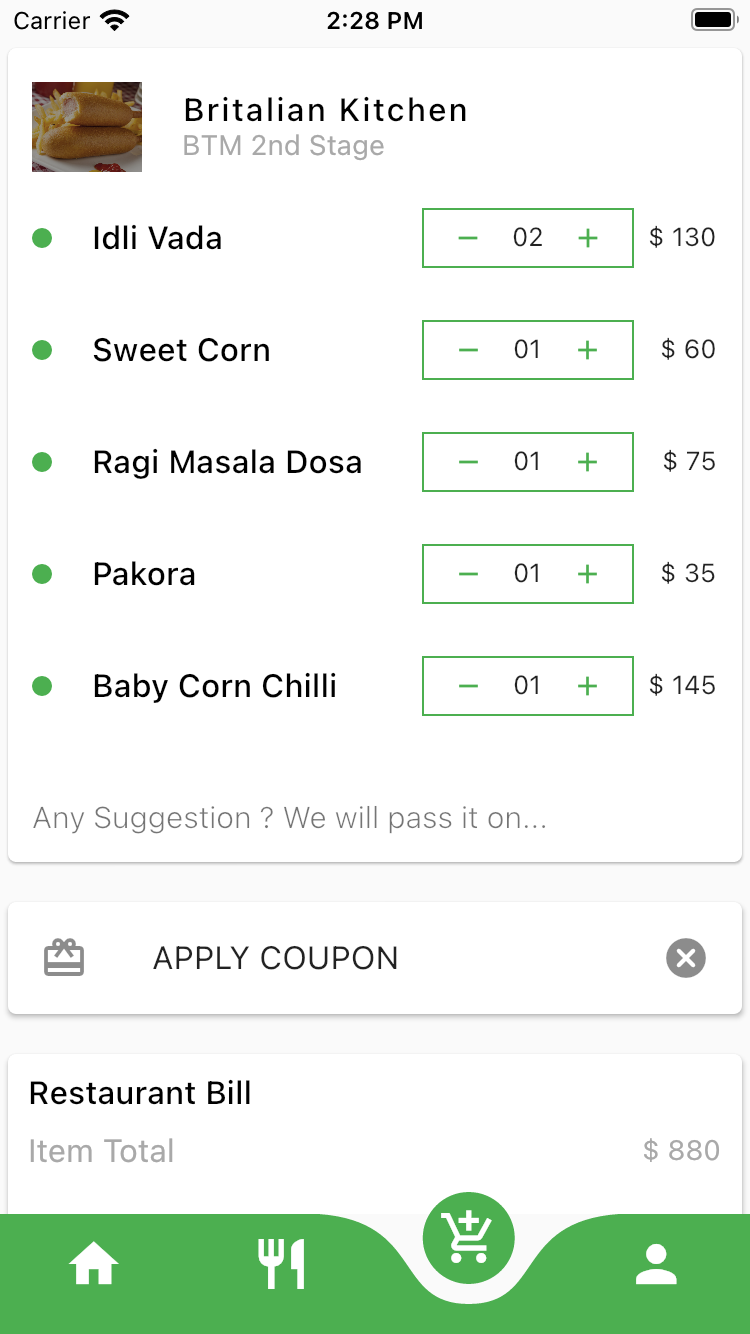 Carrier 2:28 PM
Britalian Kitchen
BTM 2nd Stage
Idli Vada − 02 + $ 130
Sweet Corn − 01 + $ 60
Ragi Masala Dosa − 01 + $ 75
Pakora − 01 + $ 35
Baby Corn Chilli − 01 + $ 145
Any Suggestion ? We will pass it on...
APPLY COUPON
Restaurant Bill
Item Total $ 880